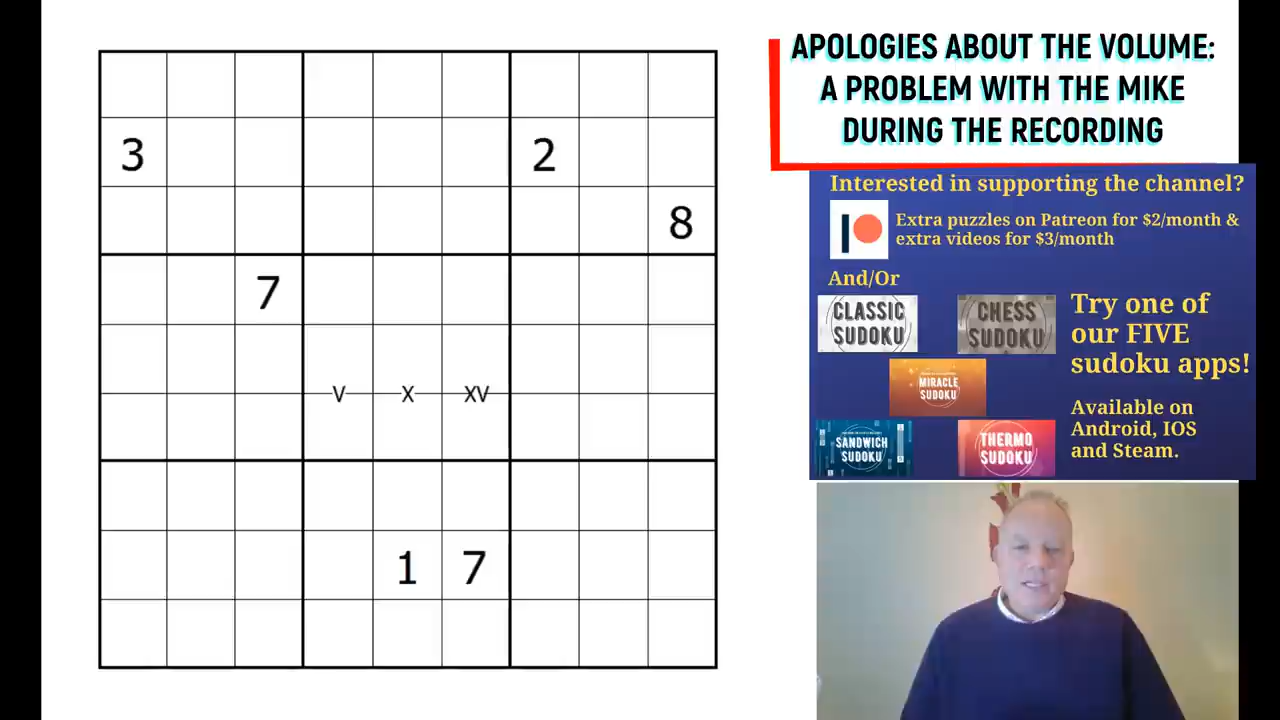 APOLOGIES ABOUT THE VOLUME:
A PROBLEM WITH THE MIKE
DURING THE RECORDING
Interested in supporting the channel?
Extra puzzles on Patreon for $2/month &
extra videos for $3/month
And/Or
CLASSIC
SUDOKU
CHESS
SUDOKU
MIRACLE
SUDOKU
SANDWICH
SUDOKU
THERMO
SUDOKU
Try one of
our FIVE
sudoku apps!
Available on
Android, IOS
and Steam.
3 2
8
7
V X XV
1 7